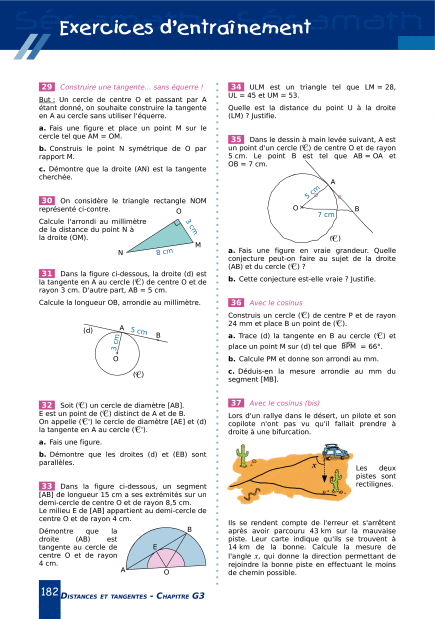 Exercices d'entraînement
29 Construire une tangente... sans équerre !
But : Un cercle de centre O et passant par A
étant donné, on souhaite construire la tangente
en A au cercle sans utiliser l'équerre.
a. Fais une figure et place un point M sur le
cercle tel que AM = OM.
b. Construis le point N symétrique de O par
rapport M.
c. Démontre que la droite (AN) est la tangente
cherchée.
30 On considère le triangle rectangle NOM
représenté ci-contre.
Calcule l'arrondi au millimètre
de la distance du point N à
la droite (OM).
O
3 cm
M
N
8 cm
31 Dans la figure ci-dessous, la droite (d) est
la tangente en A au cercle (C) de centre O et de
rayon 3 cm. D'autre part, AB = 5 cm.
Calcule la longueur OB, arrondie au millimètre.
(d)
A
5 cm
B
3 cm
O
(C)
32 Soit (C) un cercle de diamètre [AB].
E est un point de (C) distinct de A et de B.
On appelle (C') le cercle de diamètre [AE] et (d)
la tangente en A au cercle (C').
a. Fais une figure.
b. Démontre que les droites (d) et (EB) sont
parallèles.
33 Dans la figure ci-dessous, un segment
[AB] de longueur 15 cm a ses extrémités sur un
demi-cercle de centre O et de rayon 8,5 cm.
Le milieu E de [AB] appartient au demi-cercle de
centre O et de rayon 4 cm.
Démontre que la
droite (AB) est
tangente au cercle de
centre O et de rayon
4 cm.
B
E
A
O
34 ULM est un triangle tel que LM = 28,
UL = 45 et UM = 53.
Quelle est la distance du point U à la droite
(LM) ? Justifie.
35 Dans le dessin à main levée suivant, A est
un point d'un cercle (C) de centre O et de rayon
5 cm. Le point B est tel que AB = OA et
OB = 7 cm.
A
5 cm
O
7 cm
B
(C)
a. Fais une figure en vraie grandeur. Quelle
conjecture peut-on faire au sujet de la droite
(AB) et du cercle (C) ?
b. Cette conjecture est-elle vraie ? Justifie.
36 Avec le cosinus
Construis un cercle (C) de centre P et de rayon
24 mm et place B un point de (C).
a. Trace (d) la tangente en B au cercle (C) et
place un point M sur (d) tel que BPM = 66°.
b. Calcule PM et donne son arrondi au mm.
c. Déduis-en la mesure arrondie au mm du
segment [MB].
37 Avec le cosinus (bis)
Lors d'un rallye dans le désert, un pilote et son
copilote n'ont pas vu qu'il fallait prendre à
droite à une bifurcation.
x
Les deux
pistes sont
rectilignes.
Ils se rendent compte de l'erreur et s'arrêtent
après avoir parcouru 43 km sur la mauvaise
piste. Leur carte indique qu'ils se trouvent à
14 km de la bonne. Calcule la mesure de
l'angle x, qui donne la direction permettant de
rejoindre la bonne piste en effectuant le moins
de chemin possible.
182 DISTANCES ET TANGENTES - CHAPITRE G3